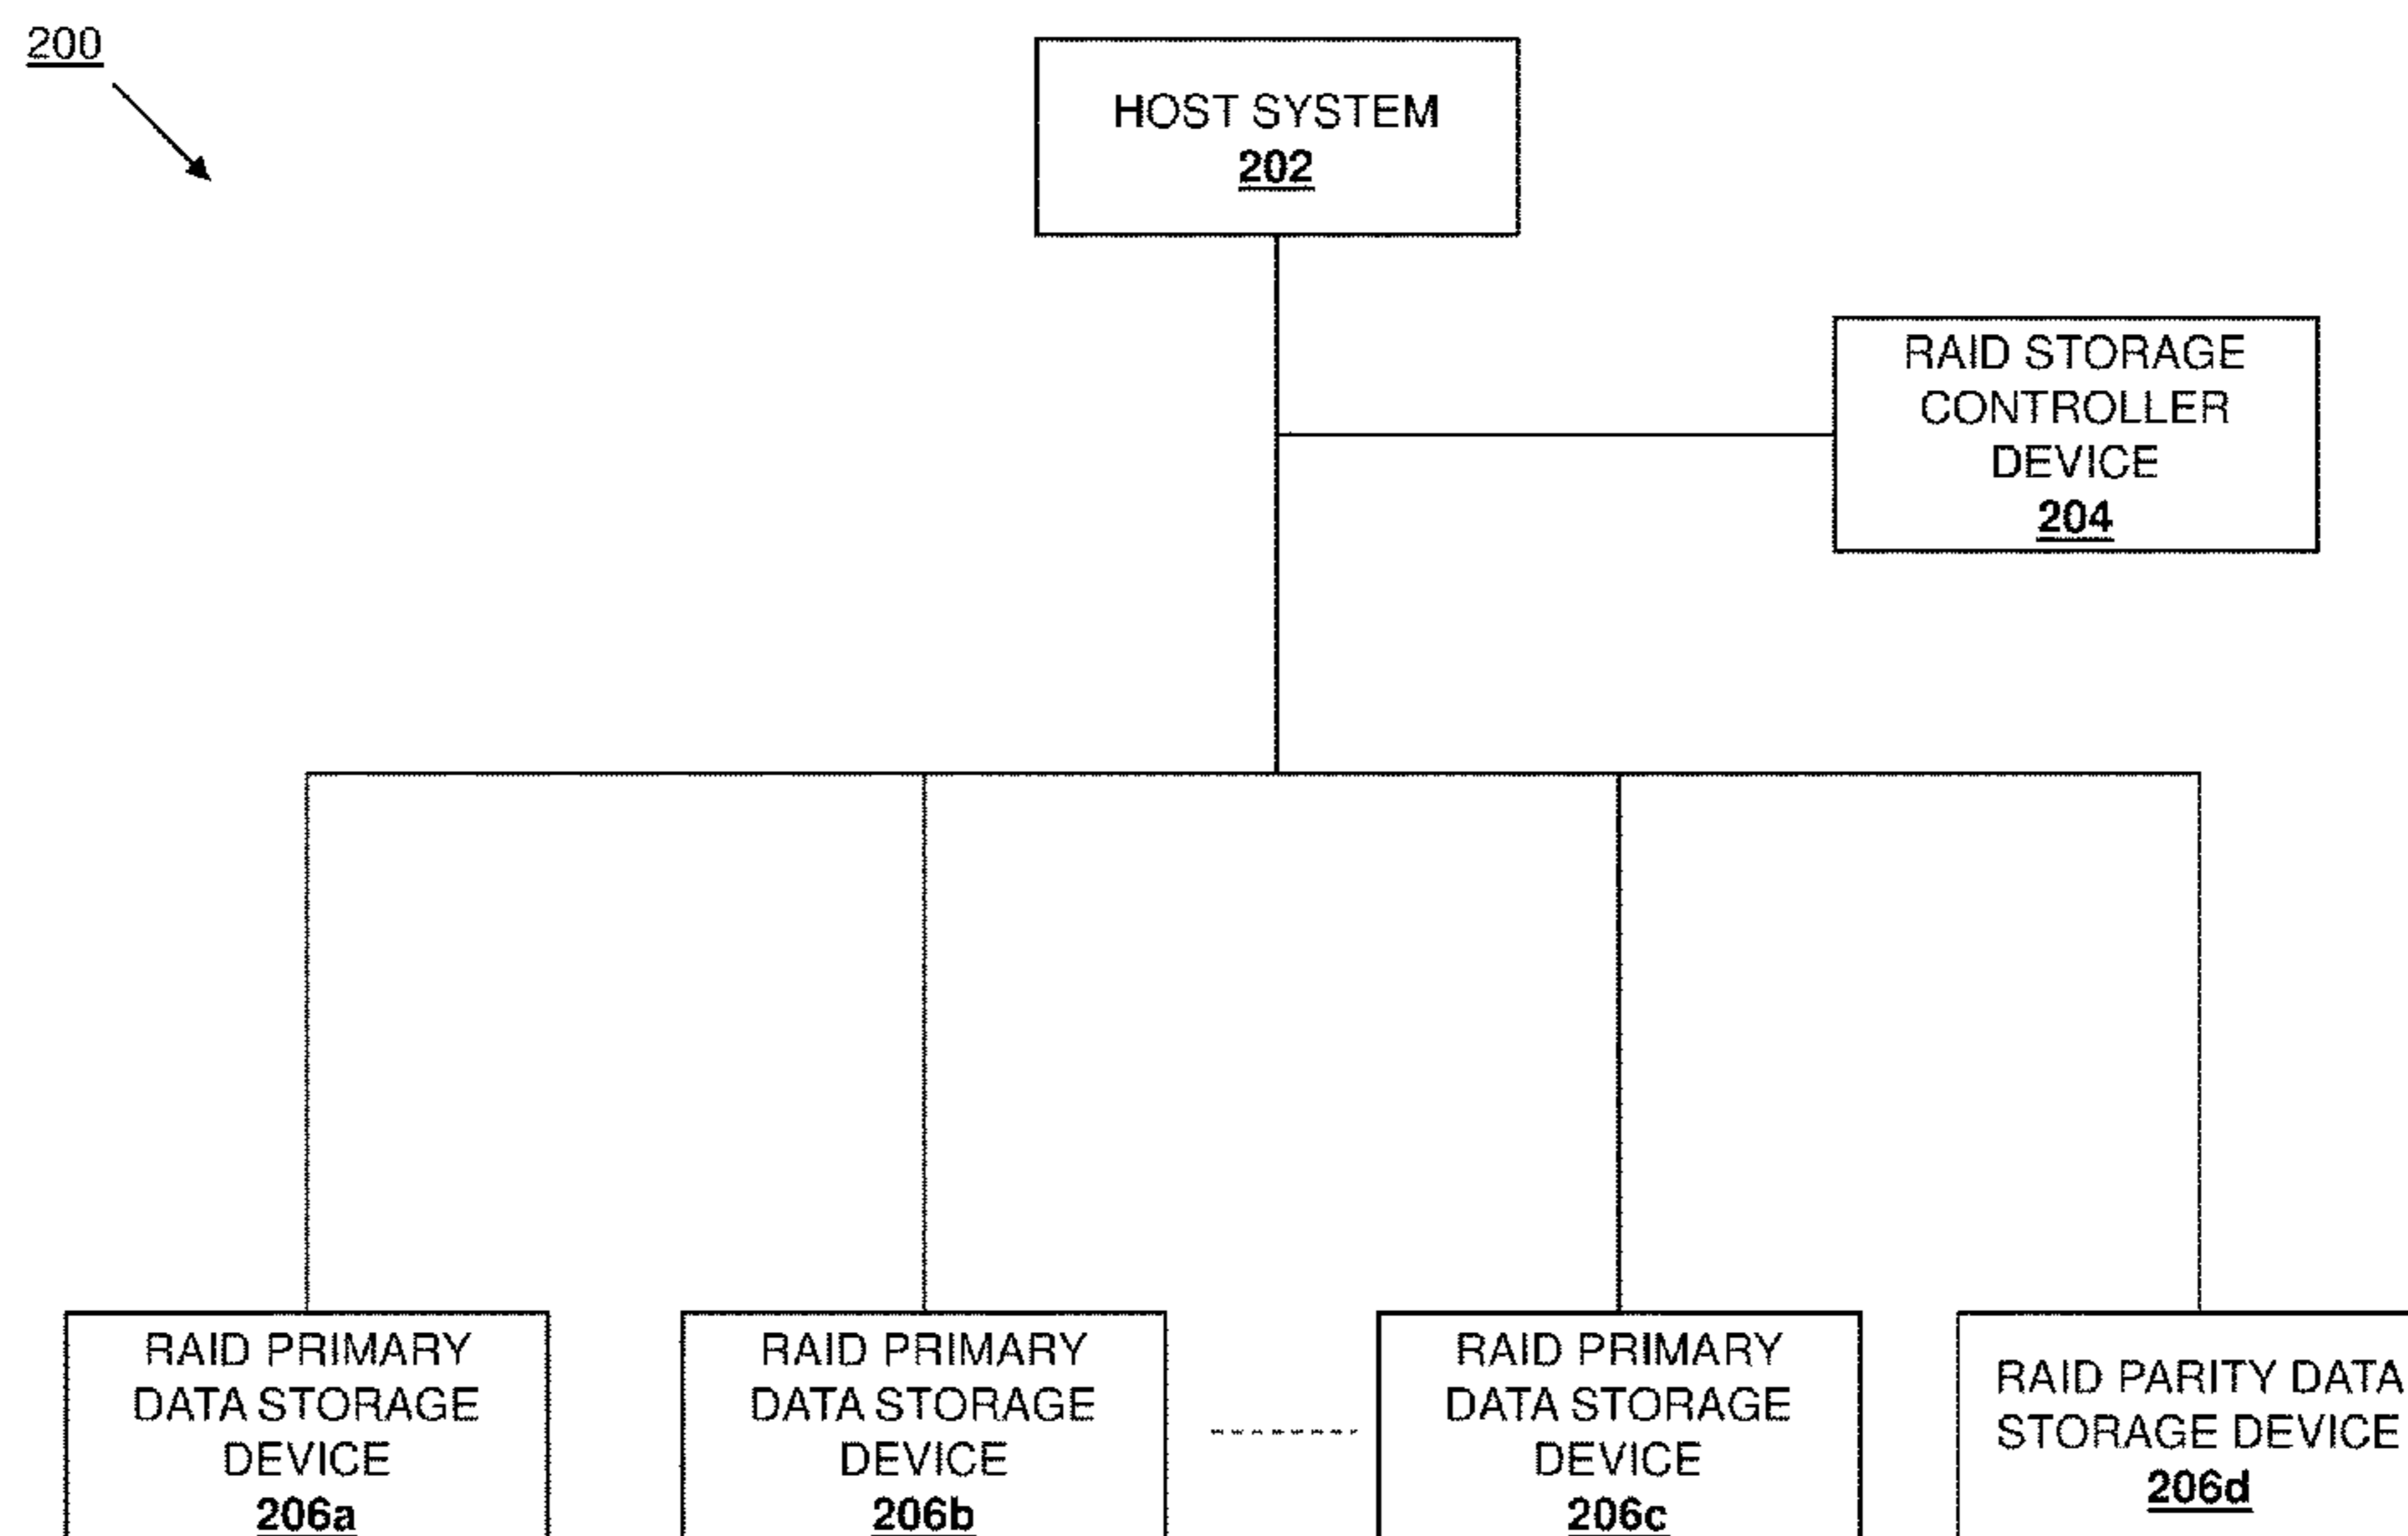 200
HOST SYSTEM
202
RAID STORAGE
CONTROLLER
DEVICE
204
RAID PRIMARY
DATA STORAGE
DEVICE
206a
RAID PRIMARY
DATA STORAGE
DEVICE
206b
RAID PRIMARY
DATA STORAGE
DEVICE
206c
RAID PARITY DATA
STORAGE DEVICE
206d